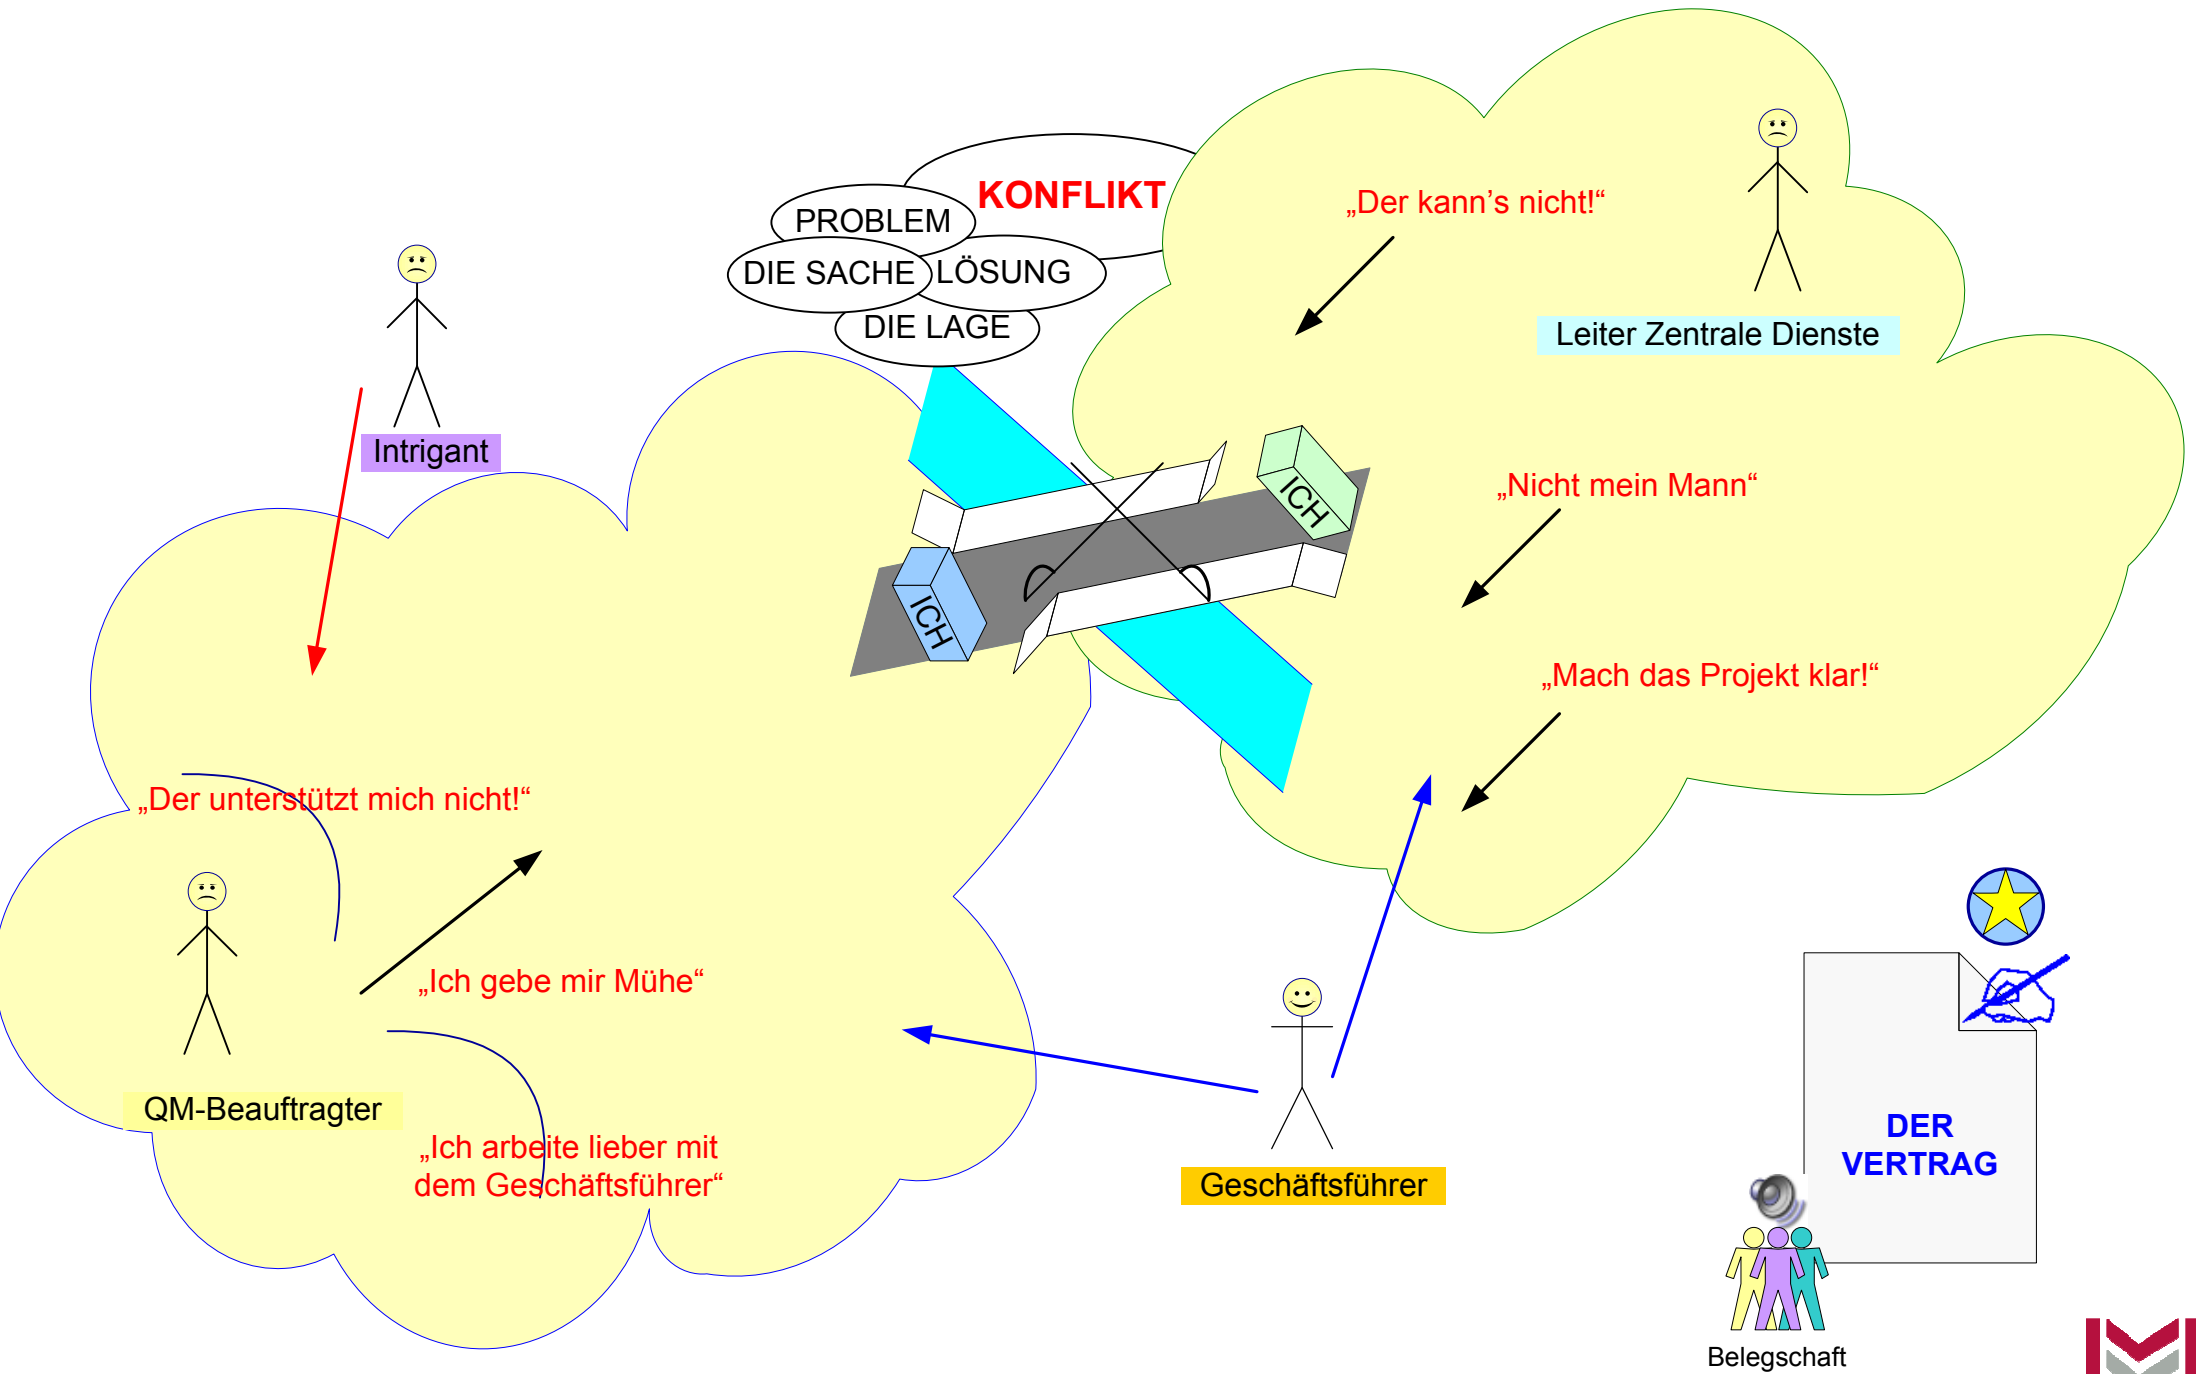 KONFLIKT
PROBLEM
DIE SACHE
LÖSUNG
DIE LAGE
„Der kann’s nicht!“
Leiter Zentrale Dienste
Intrigant
ICH
„Nicht mein Mann“
ICH
„Mach das Projekt klar!“
„Der unterstützt mich nicht!“
„Ich gebe mir Mühe“
QM-Beauftragter
„Ich arbeite lieber mit
dem Geschäftsführer“
Geschäftsführer
DER
VERTRAG
Belegschaft